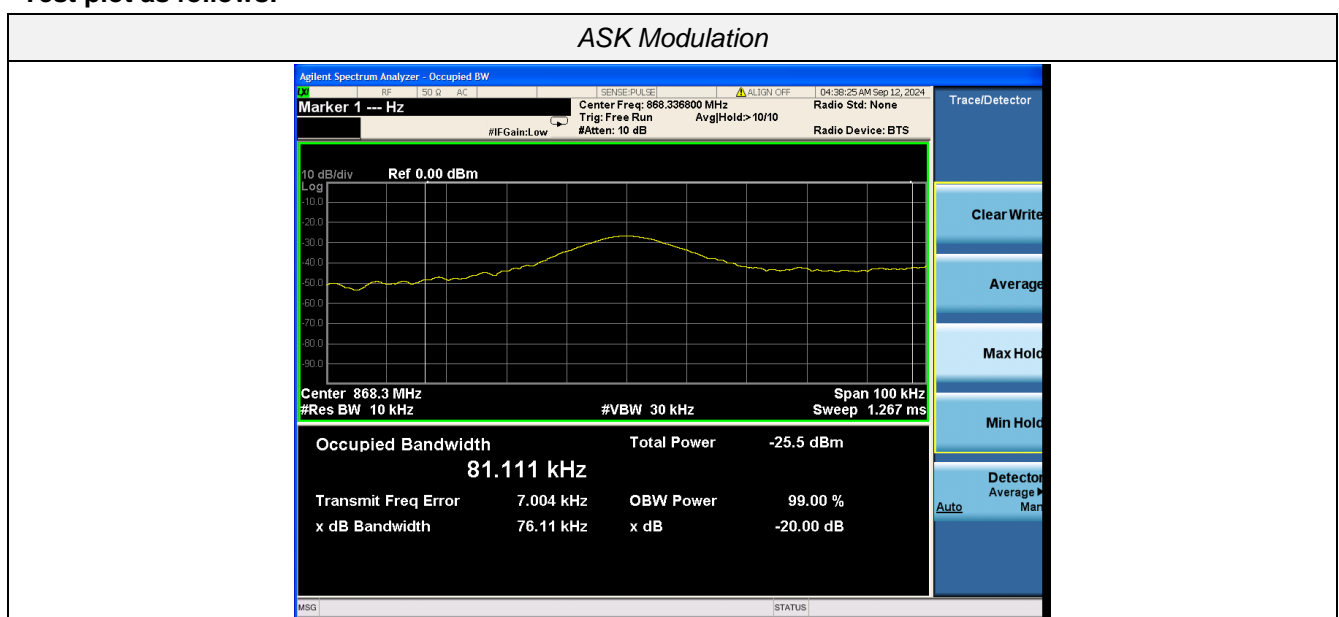 Test plot as follows:
ASK Modulation
Agilent Spectrum Analyzer - Occupied BW
RF 50 Ω AC SENSE:PULSE ALIGN OFF 04:38:25 AM Sep 12, 2024
Marker 1 --- Hz
Center Freq: 868.336800 MHz
Radio Std: None
Trig: Free Run Avg|Hold:>10/10
#IFGain:Low #Atten: 10 dB Radio Device: BTS
10 dB/div Ref 0.00 dBm
Log
-10.0
-20.0
-30.0
-40.0
-50.0
-60.0
-70.0
-80.0
-90.0
Center 868.3 MHz Span 100 kHz
#Res BW 10 kHz #VBW 30 kHz Sweep 1.267 ms
Occupied Bandwidth Total Power -25.5 dBm
81.111 kHz
Transmit Freq Error 7.004 kHz OBW Power 99.00 %
x dB Bandwidth 76.11 kHz x dB -20.00 dB
MSG STATUS
Trace/Detector
Clear Write
Average
Max Hold
Min Hold
Detector
Average
Auto Man